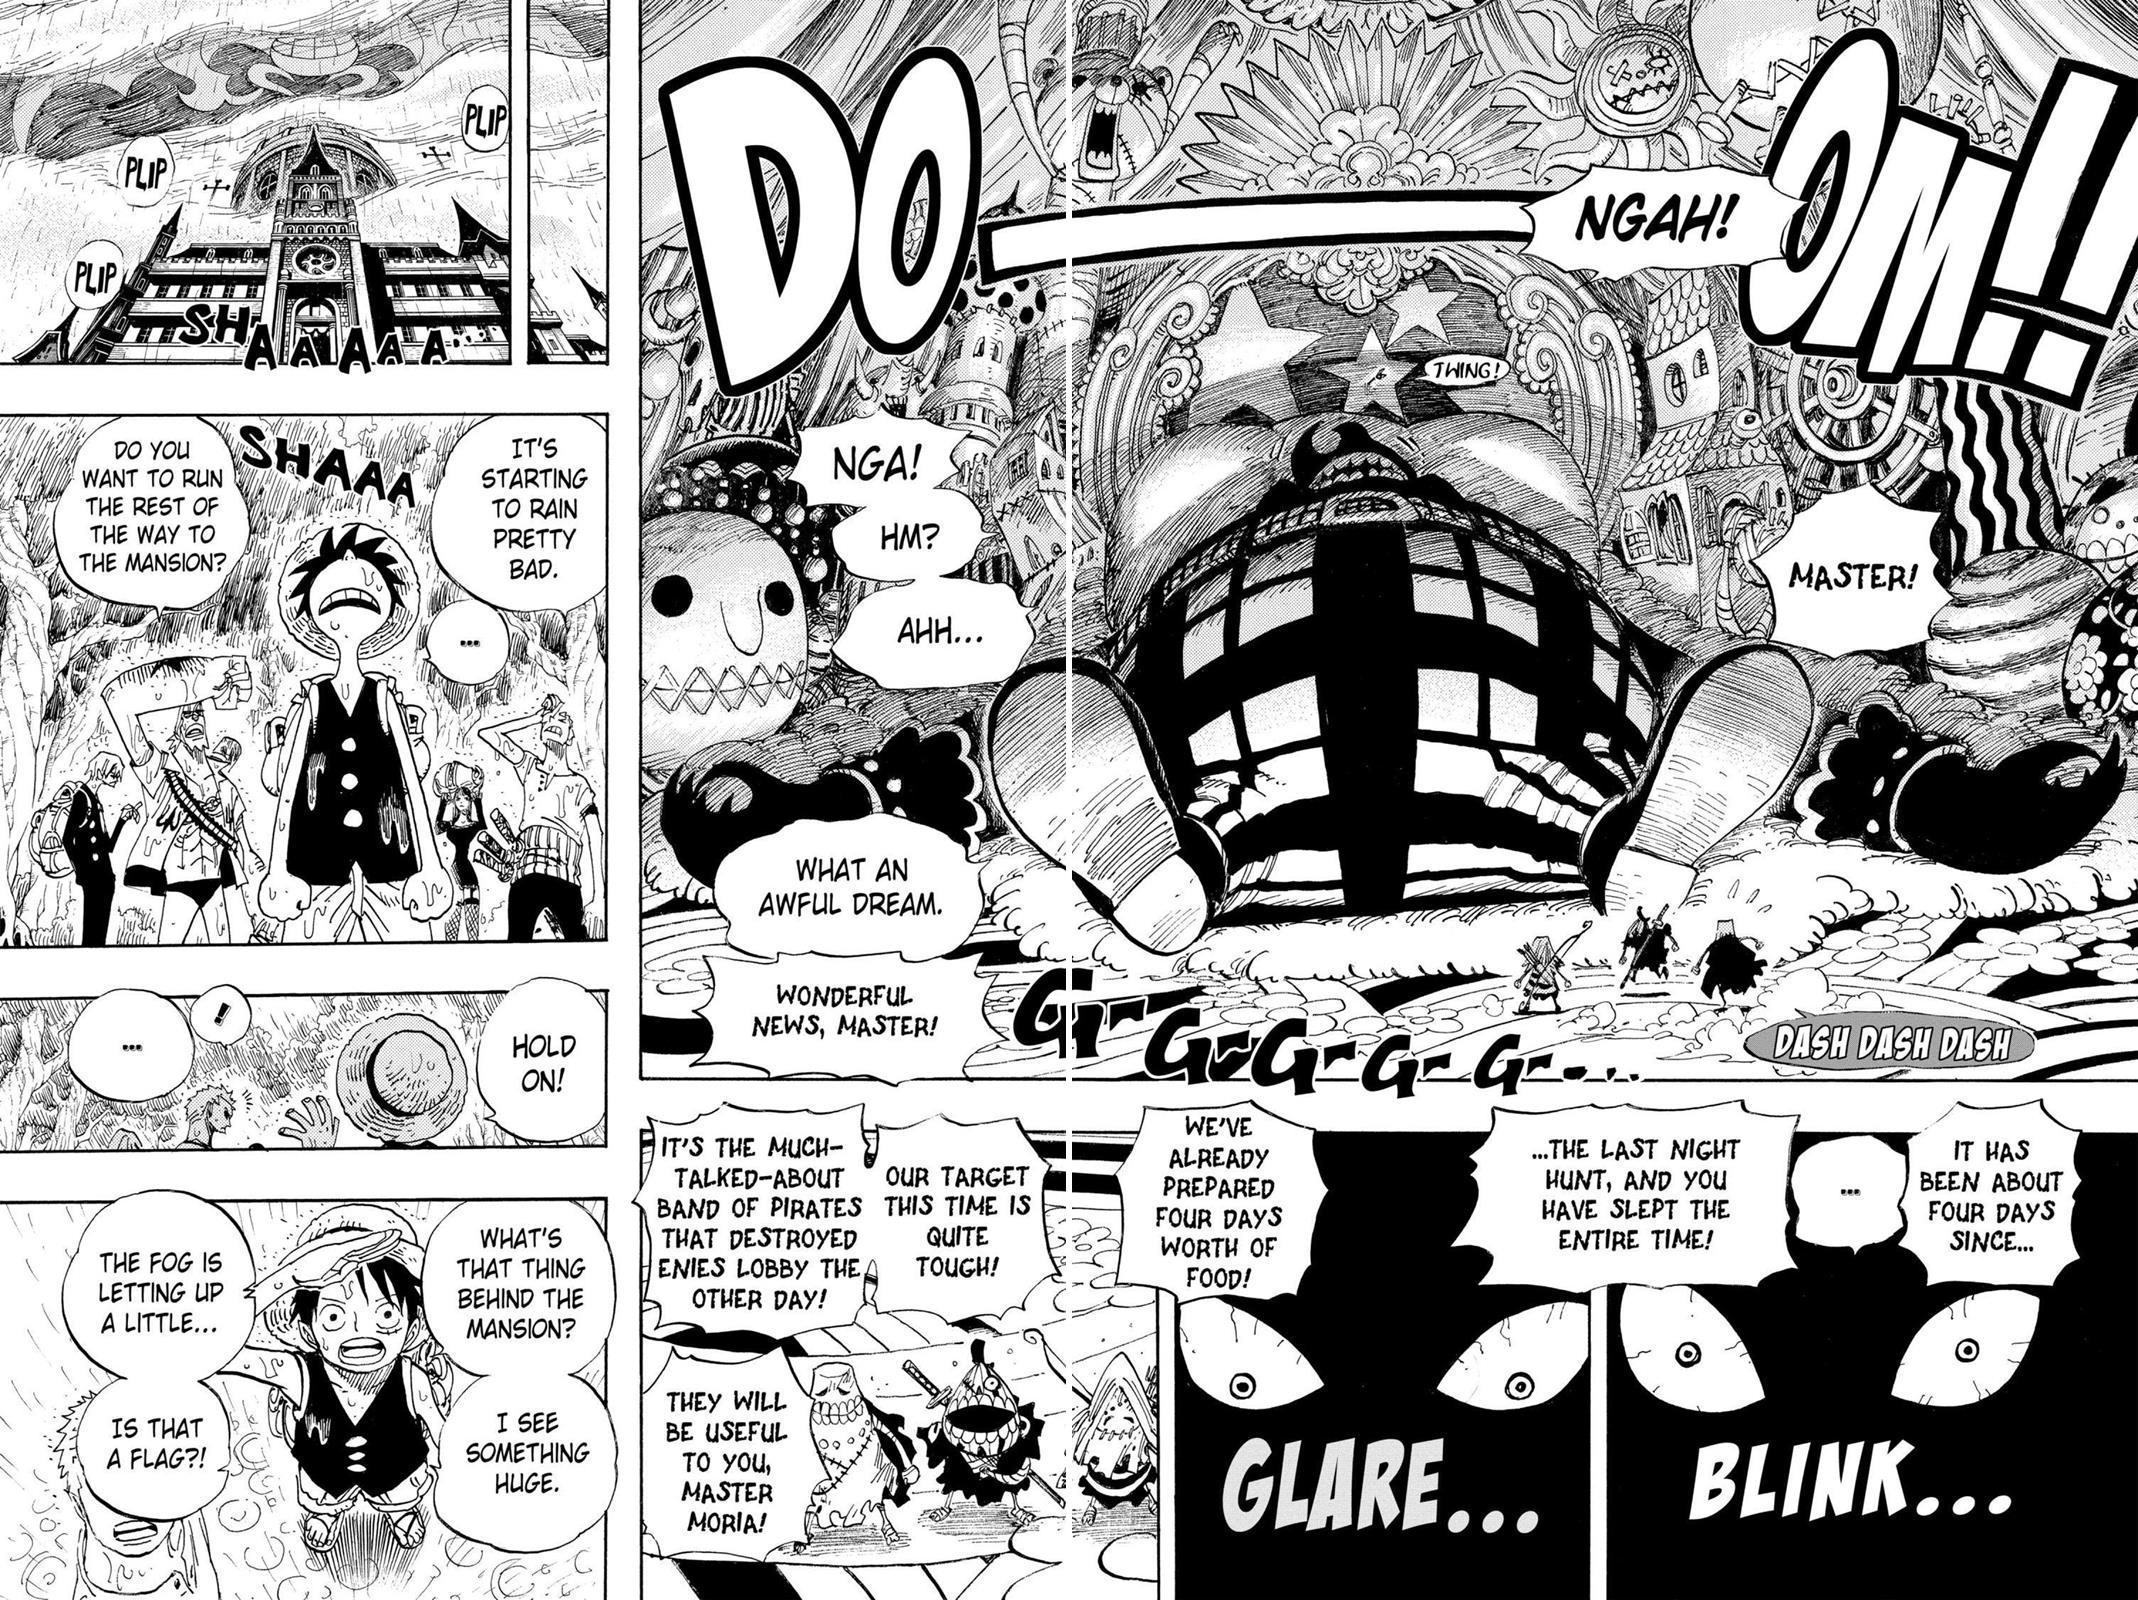 DO
OM!!
NGAH!
TWING!
MASTER!
NGA!
HM?
AHH...
WHAT AN
AWFUL DREAM.
WONDERFUL
NEWS, MASTER!
DASH DASH DASH
G-
G-G-G-G-...
IT HAS
BEEN ABOUT
FOUR DAYS
SINCE...
...
...THE LAST NIGHT
HUNT, AND YOU
HAVE SLEPT THE
ENTIRE TIME!
BLINK...
WE'VE
ALREADY
PREPARED
FOUR DAYS
WORTH OF
FOOD!
GLARE...
OUR TARGET
THIS TIME IS
QUITE
TOUGH!
IT'S THE MUCH-
TALKED-ABOUT
BAND OF PIRATES
THAT DESTROYED
ENIES LOBBY THE
OTHER DAY!
THEY WILL
BE USEFUL
TO YOU,
MASTER
MORIA!
PLIP
PLIP
PLIP
SHAAAAAA
IT'S
STARTING
TO RAIN
PRETTY
BAD.
...
SHAAA
DO YOU
WANT TO RUN
THE REST OF
THE WAY TO
THE MANSION?
HOLD
ON!
!
...
WHAT'S
THAT THING
BEHIND THE
MANSION?
I SEE
SOMETHING
HUGE.
THE FOG IS
LETTING UP
A LITTLE...
IS THAT
A FLAG?!